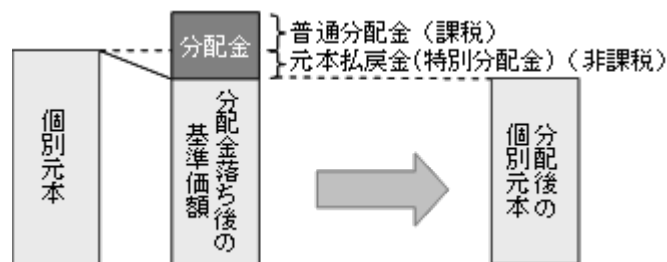 分配金
普通分配金（課税）
元本払戻金(特別分配金)（非課税）
個別元本
分配金落ち後の
基準価額
分配後の
個別元本